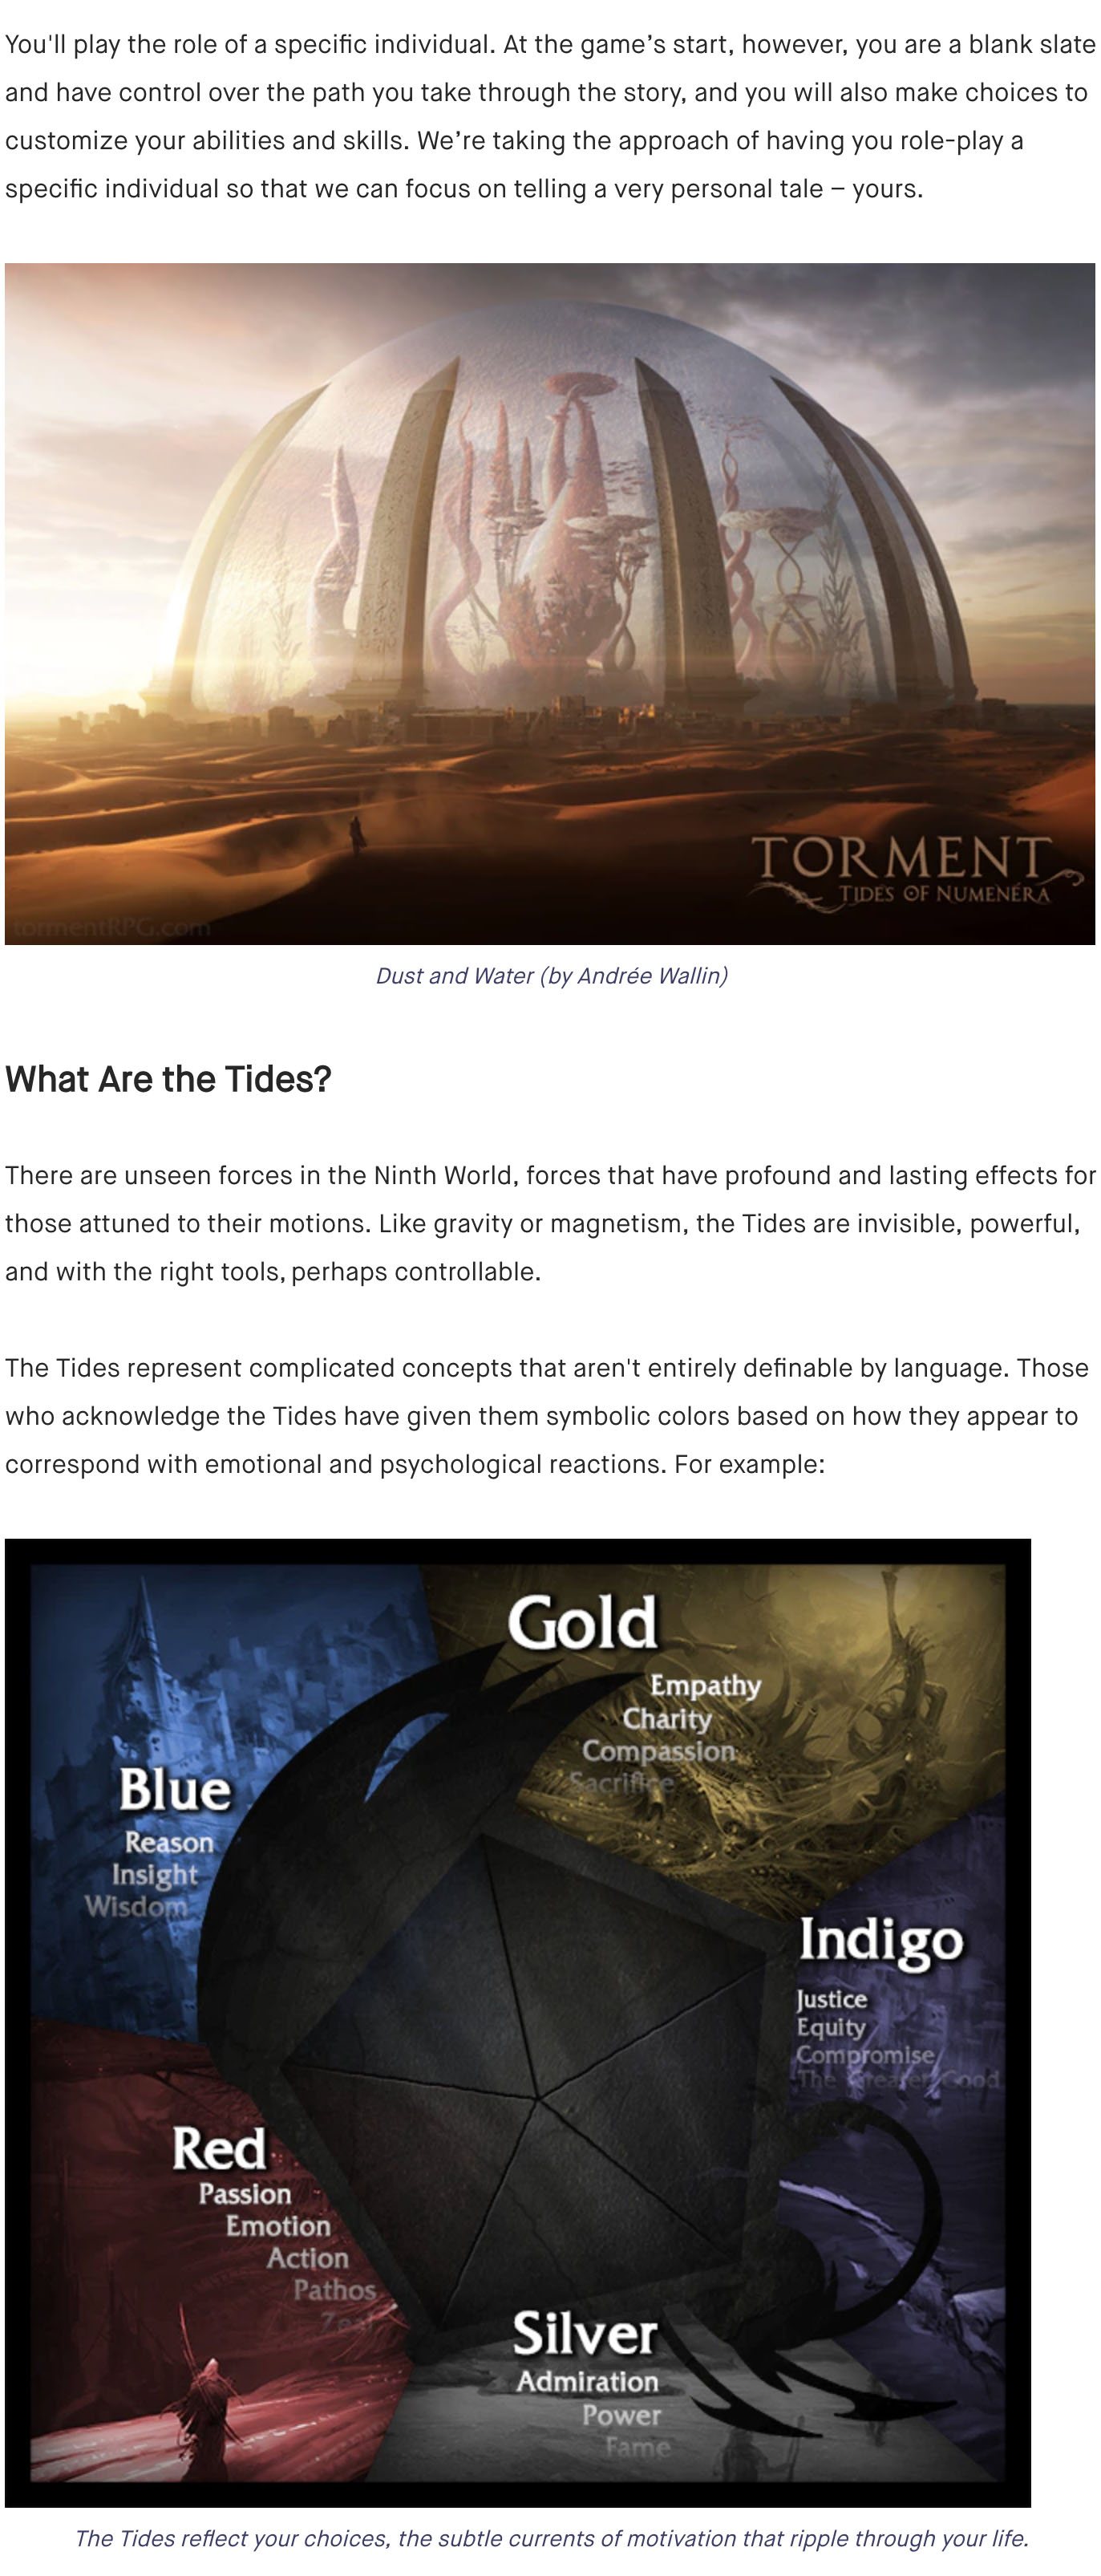 You'll play the role of a specific individual. At the game’s start, however, you are a blank slate
and have control over the path you take through the story, and you will also make choices to
customize your abilities and skills. We’re taking the approach of having you role-play a
specific individual so that we can focus on telling a very personal tale – yours.
TORMENT
TIDES OF NUMENÉRA
tormentRPG.com
Dust and Water (by Andrée Wallin)
What Are the Tides?
There are unseen forces in the Ninth World, forces that have profound and lasting effects for
those attuned to their motions. Like gravity or magnetism, the Tides are invisible, powerful,
and with the right tools, perhaps controllable.
The Tides represent complicated concepts that aren't entirely definable by language. Those
who acknowledge the Tides have given them symbolic colors based on how they appear to
correspond with emotional and psychological reactions. For example:
Gold
Empathy
Charity
Compassion
Sacrifice
Blue
Reason
Insight
Wisdom
Indigo
Justice
Equity
Compromise
The Greater Good
Red
Passion
Emotion
Action
Pathos
Zeal
Silver
Admiration
Power
Fame
The Tides reflect your choices, the subtle currents of motivation that ripple through your life.